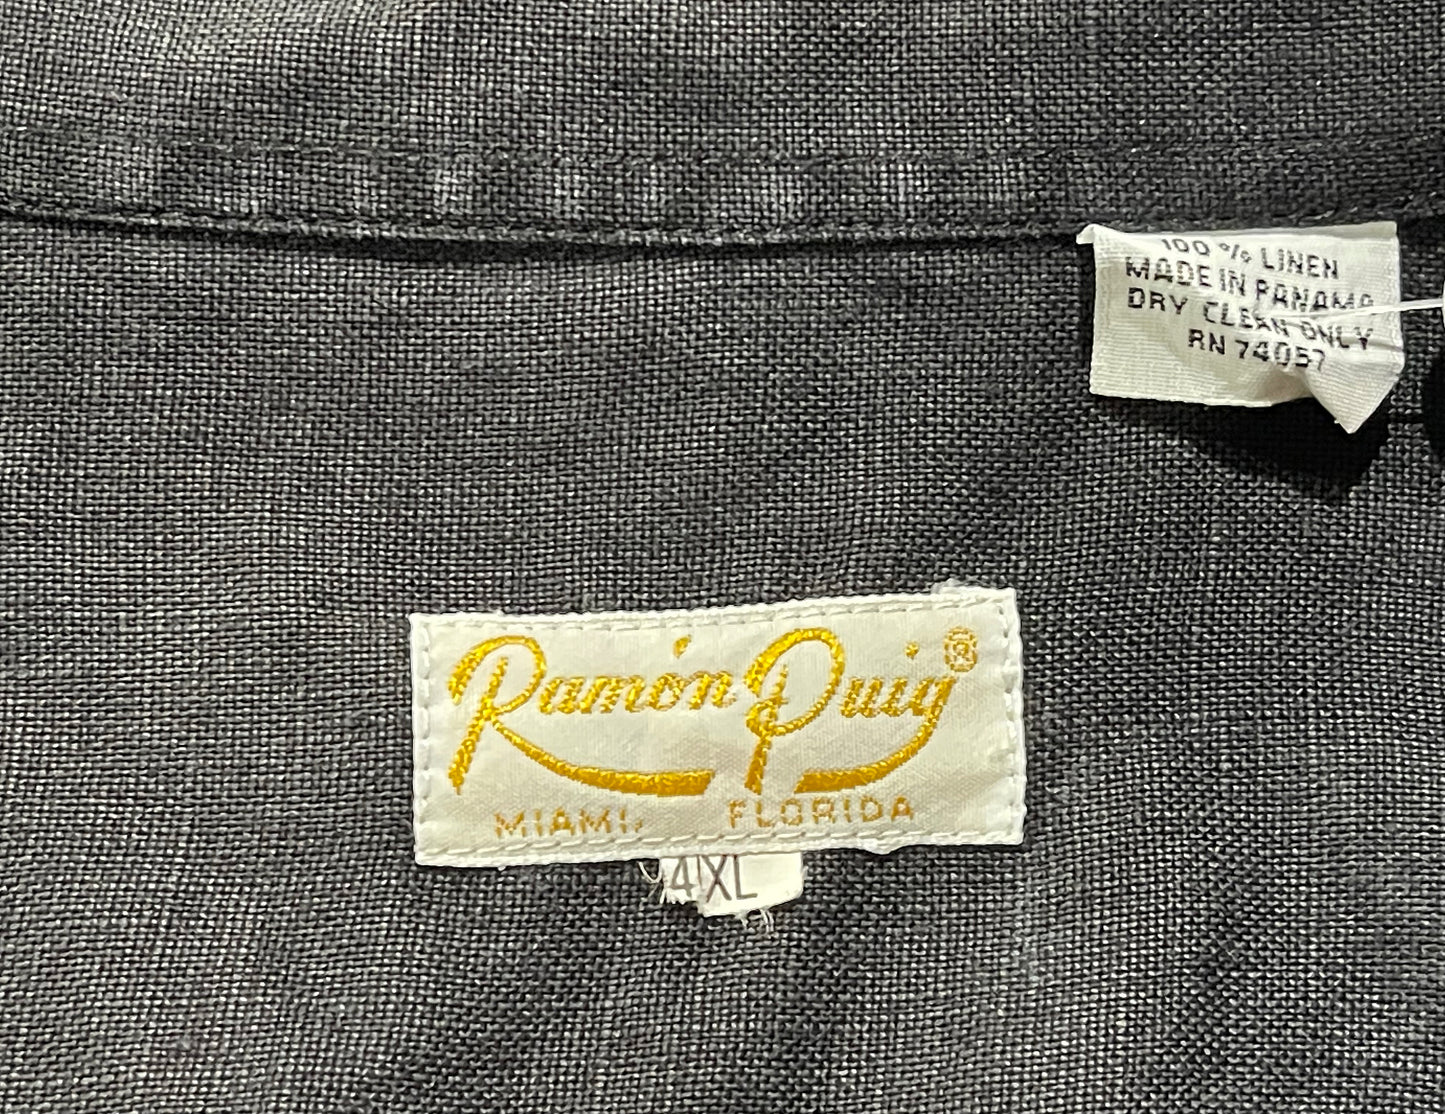 100 % LINEN
MADE IN PANAMA
DRY CLEAN ONLY
RN 74057
Ramón Puig®
MIAMI, FLORIDA
4XL